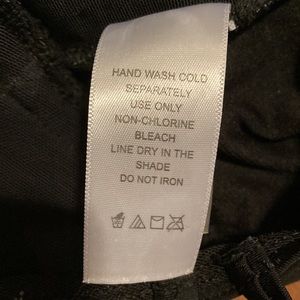 HAND WASH COLD
SEPARATELY
USE ONLY
NON-CHLORINE
BLEACH
LINE DRY IN THE
SHADE
DO NOT IRON